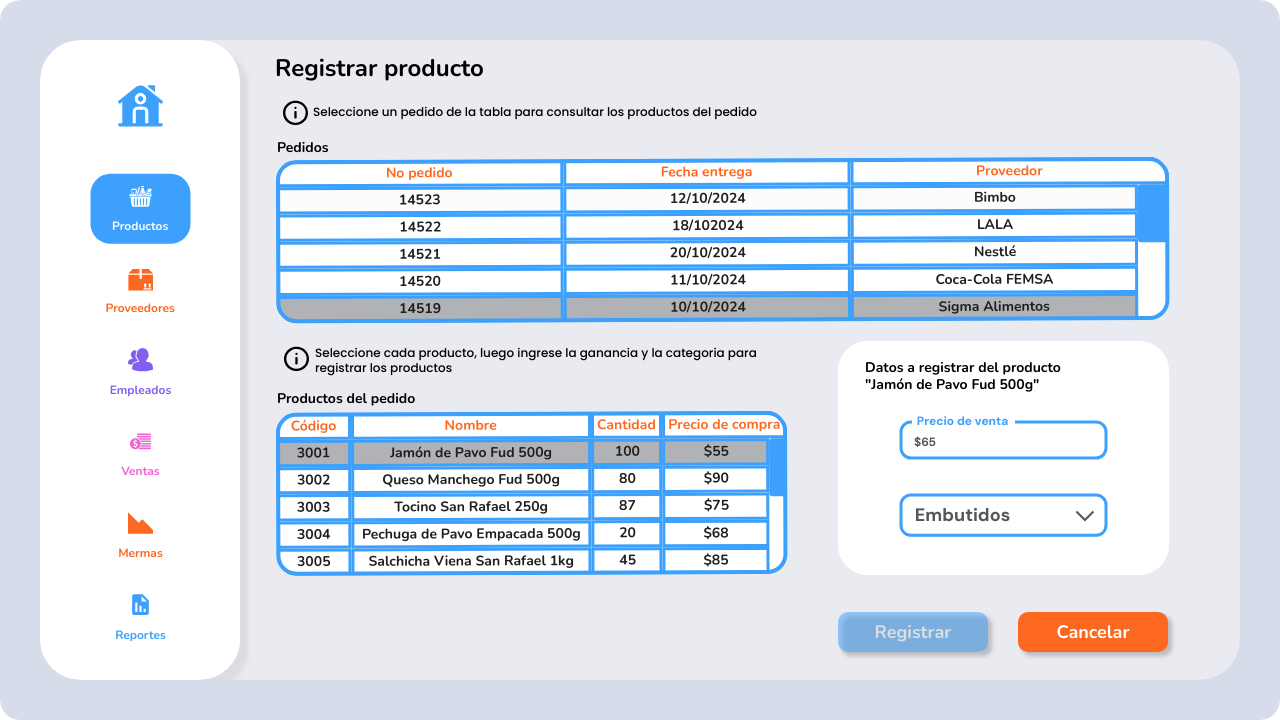 Registrar producto
Seleccione un pedido de la tabla para consultar los productos del pedido
Pedidos
No pedido Fecha entrega Proveedor
14523 12/10/2024 Bimbo
14522 18/102024 LALA
14521 20/10/2024 Nestlé
14520 11/10/2024 Coca-Cola FEMSA
14519 10/10/2024 Sigma Alimentos
Productos
Proveedores
Empleados
Ventas
Mermas
Reportes
Seleccione cada producto, luego ingrese la ganancia y la categoria para
registrar los productos
Productos del pedido
Código Nombre Cantidad Precio de compra
3001 Jamón de Pavo Fud 500g 100 $55
3002 Queso Manchego Fud 500g 80 $90
3003 Tocino San Rafael 250g 87 $75
3004 Pechuga de Pavo Empacada 500g 20 $68
3005 Salchicha Viena San Rafael 1kg 45 $85
Datos a registrar del producto
"Jamón de Pavo Fud 500g"
Precio de venta
$65
Embutidos
Registrar
Cancelar